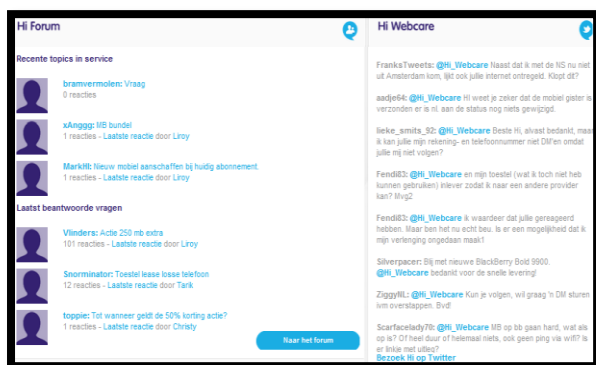 Hi Forum
Recente topics in service
bramvermolen: Vraag
0 reacties
xAnggg: MB bundel
1 reacties - Laatste reactie door Liroy
MarkHI: Nieuw mobiel aanschaffen bij huidig abonnement.
1 reacties - Laatste reactie door Liroy
Laatst beantwoorde vragen
Vlinders: Actie 250 mb extra
101 reacties - Laatste reactie door Liroy
Snorminator: Toestel lease losse telefoon
12 reacties - Laatste reactie door Tarik
toppie: Tot wanneer geldt de 50% korting actie?
1 reacties - Laatste reactie door Christy
Naar het forum
Hi Webcare
FranksTweets: @Hi_Webcare Naast dat ik met de NS nu niet
uit Amsterdam kom, lijkt ook jullie internet ontregeld. Klopt dit?
aadje64: @Hi_Webcare HI weet je zeker dat de mobiel gister is
verzonden er is nl. aan de status nog niets gewijzigd.
lieke_smits_92: @Hi_Webcare Beste Hi, alvast bedankt, maar
ik kan jullie mijn rekening- en telefoonnummer niet DM'en omdat
jullie mij niet volgen?
Fendi83: @Hi_Webcare en mijn toestel (wat ik toch niet heb
kunnen gebruiken) inlever zodat ik naar een andere provider
kan? Mvg2
Fendi83: @Hi_Webcare ik waardeer dat jullie gereageerd
hebben. Maar ben het nu echt beu. Is er een mogelijkheid dat ik
mijn verlenging ongedaan maak1
Silverpacer: Blij met nieuwe BlackBerry Bold 9900.
@Hi_Webcare bedankt voor de snelle levering!
ZiggyNL: @Hi_Webcare Kun je volgen, wil graag 'n DM sturen
ivm overstappen. Bvd!
Scarfacelady70: @Hi_Webcare MB op bb gaan hard, wat als
op is? Of heel duur of helemaal niets, ook geen ping via wifi? Is
er linkje met uitleg?
Bezoek Hi op Twitter